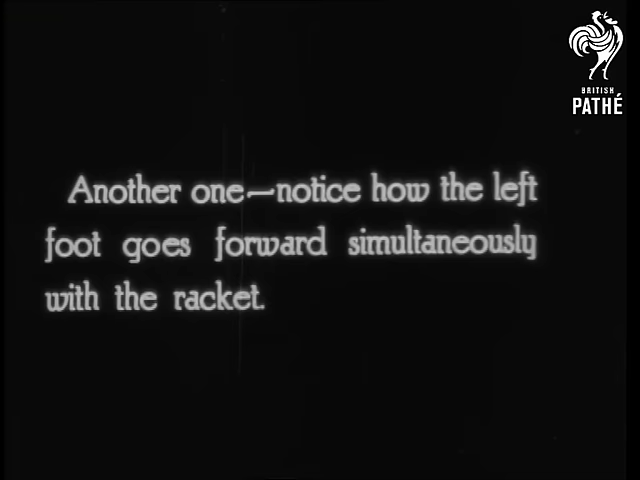 BRITISH
PATHÉ
Another one—notice how the left
foot goes forward simultaneously
with the racket.